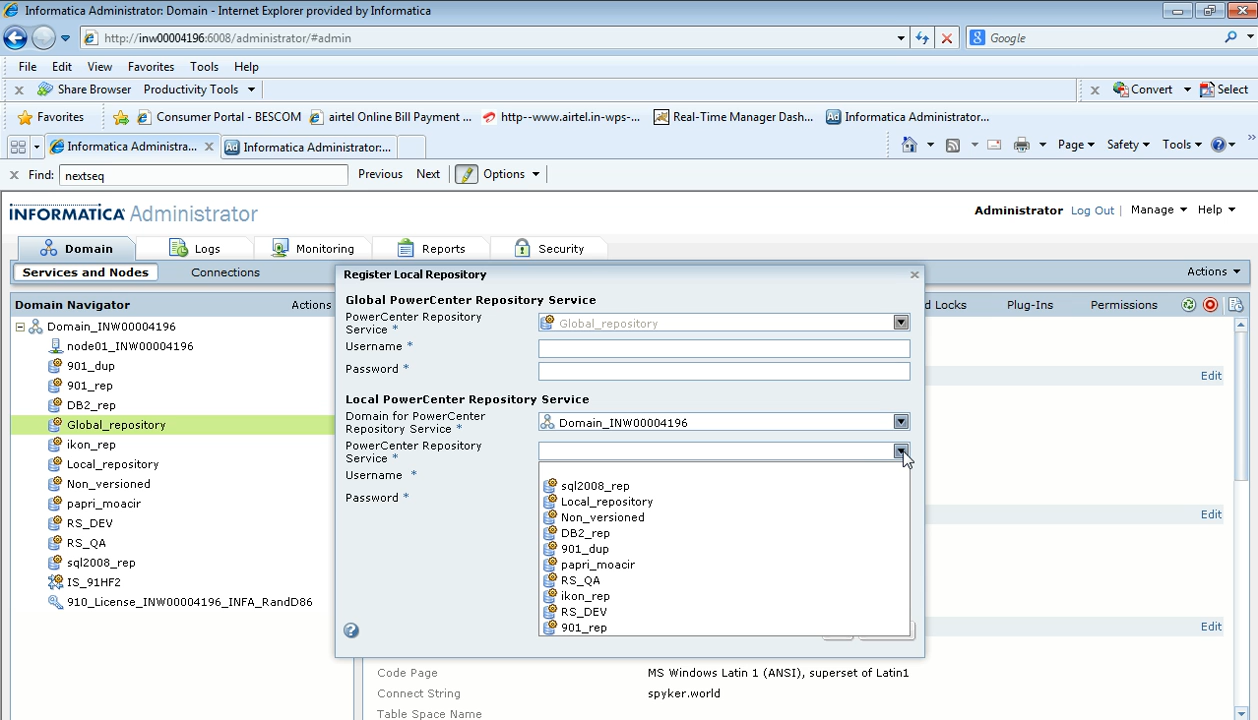 Informatica Administrator: Domain - Internet Explorer provided by Informatica
http://inw00004196:6008/administrator/#admin
Google
File Edit View Favorites Tools Help
Share Browser Productivity Tools Convert Select
Favorites Consumer Portal - BESCOM airtel Online Bill Payment ... http--www.airtel.in-wps-... Real-Time Manager Dash... Informatica Administrator...
Informatica Administra... Informatica Administrator:... Page Safety Tools
Find: nextseq Previous Next Options
INFORMATICA Administrator
Administrator Log Out | Manage Help
Domain Logs Monitoring Reports Security
Services and Nodes Connections Actions
Domain Navigator Actions
d Locks Plug-Ins Permissions
Domain_INW00004196
node01_INW00004196
901_dup
901_rep
DB2_rep
Global_repository
ikon_rep
Local_repository
Non_versioned
papri_moacir
RS_DEV
RS_QA
sql2008_rep
IS_91HF2
910_License_INW00004196_INFA_RandD86
Register Local Repository
Global PowerCenter Repository Service
PowerCenter Repository
Service *
Global_repository
Username *
Password *
Local PowerCenter Repository Service
Domain for PowerCenter
Repository Service *
Domain_INW00004196
PowerCenter Repository
Service *
Username *
Password *
sql2008_rep
Local_repository
Non_versioned
DB2_rep
901_dup
papri_moacir
RS_QA
ikon_rep
RS_DEV
901_rep
Edit
Edit
Edit
Code Page MS Windows Latin 1 (ANSI), superset of Latin1
Connect String spyker.world
Table Space Name